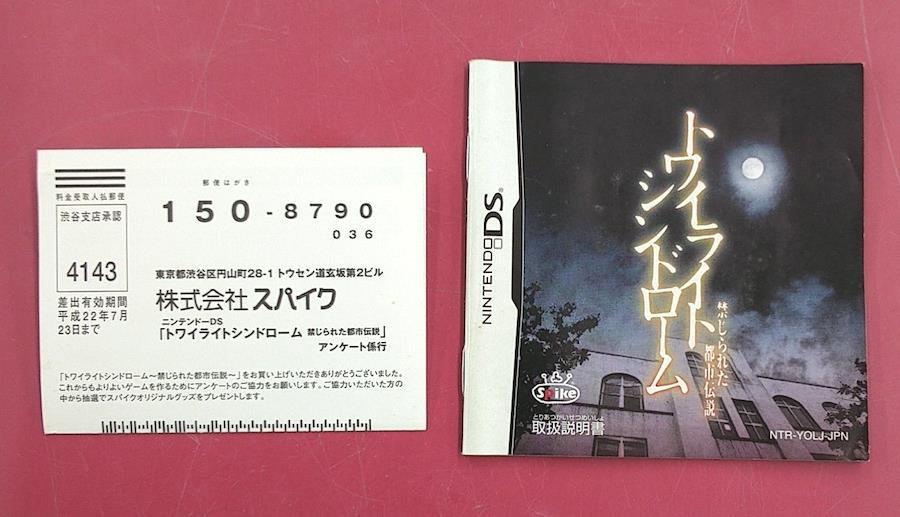 郵便はがき
料金受取人払郵便
渋谷支店承認
4143
差出有効期間
平成22年7月
23日まで
150-8790
036
東京都渋谷区円山町28-1 トウセン道玄坂第2ビル
株式会社 スパイク
ニンテンドーDS
「トワイライトシンドローム 禁じられた都市伝説」
アンケート係行
「トワイライトシンドローム〜禁じられた都市伝説〜」をお買い上げいただきありがとうございました。
これからもよりよいゲームを作るためにアンケートのご協力をお願いします。ご協力いただいた方の
中から抽選でスパイクオリジナルグッズをプレゼントします。
NINTENDO DS®
トワイライト
シンドローム
禁じられた
都市伝説
Spike
とりあつかいせつめいしょ
取扱説明書
NTR-YOLJ-JPN